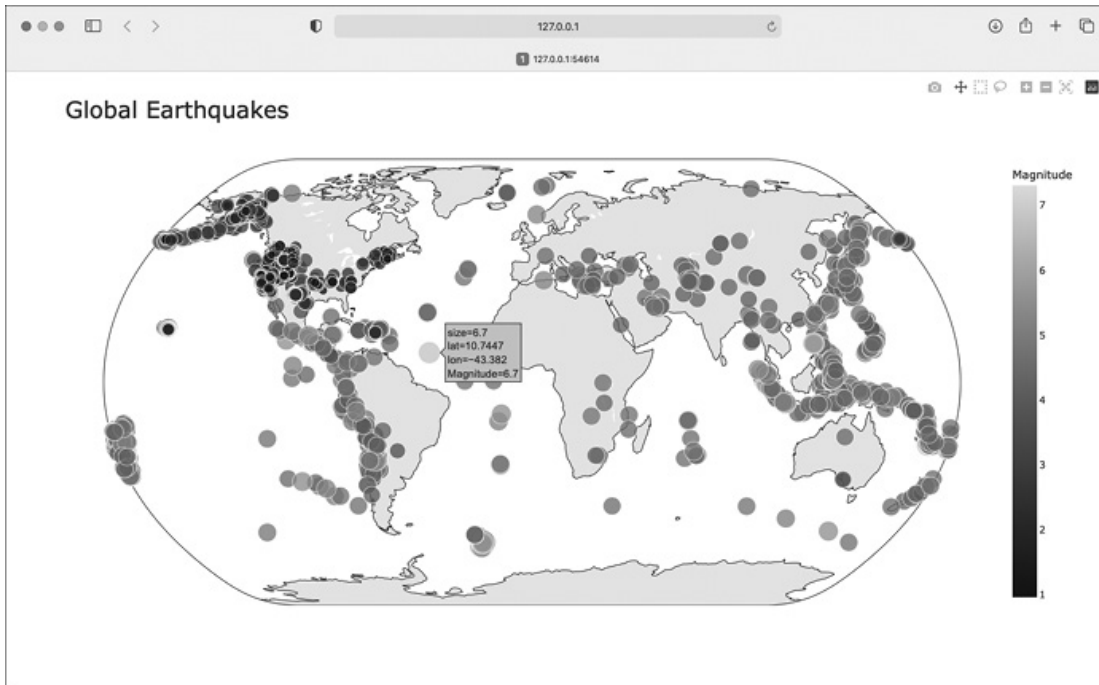 127.0.0.1
1 127.0.0.1:54614
Global Earthquakes
Magnitude
7
6
5
4
3
2
1
size=6.7
lat=10.7447
lon=−43.382
Magnitude=6.7